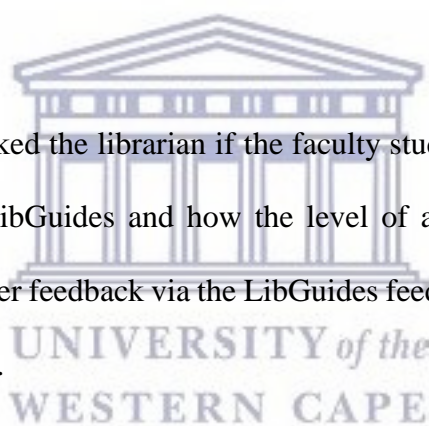 ked the librarian if the faculty stu
ibGuides and how the level of a
er feedback via the LibGuides feed
UNIVERSITY of the
.
WESTERN CAPE